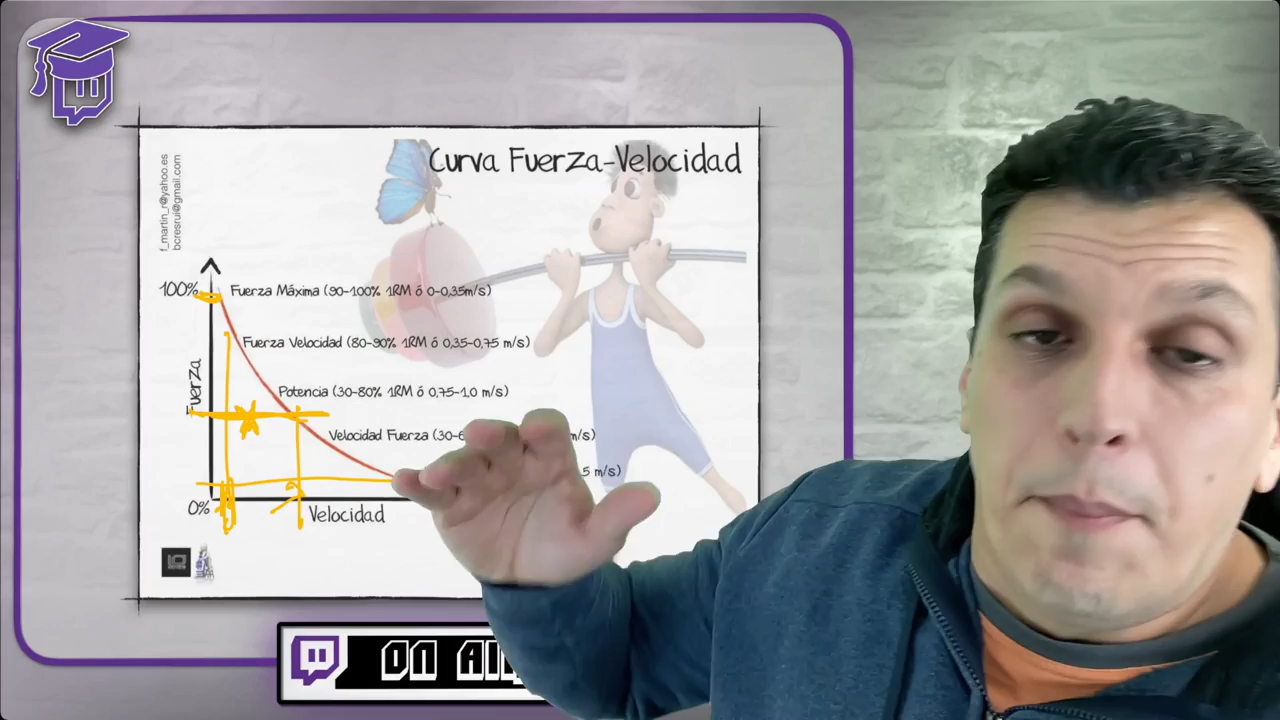 Curva Fuerza-Velocidad
f_martin_r@yahoo.es
bcresrui@gmail.com
100%
Fuerza Máxima (90-100% 1RM ó 0-0,35m/s)
Fuerza Velocidad (80-90% 1RM ó 0,35-0,75 m/s)
Potencia (30-80% 1RM ó 0,75-1,0 m/s)
Fuerza
Velocidad Fuerza (30-6 m/s)
5 m/s)
0%
Velocidad
ON AI